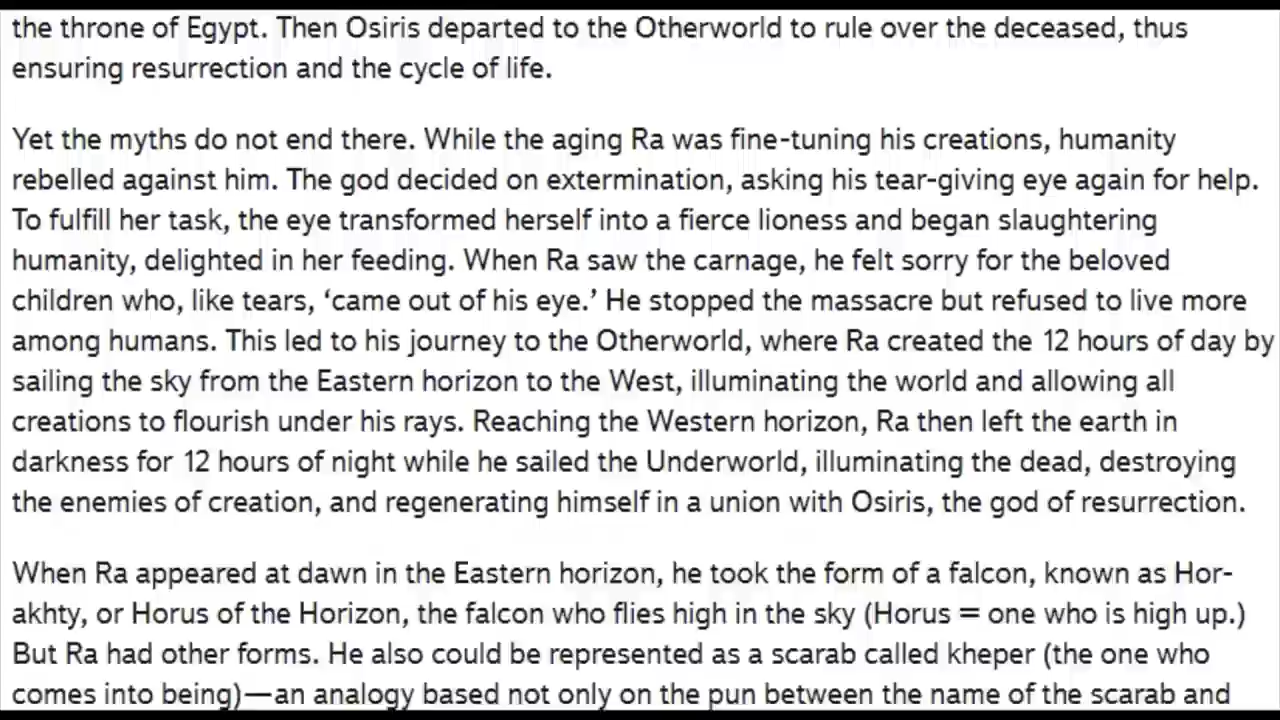 the throne of Egypt. Then Osiris departed to the Otherworld to rule over the deceased, thus
ensuring resurrection and the cycle of life.
Yet the myths do not end there. While the aging Ra was fine-tuning his creations, humanity
rebelled against him. The god decided on extermination, asking his tear-giving eye again for help.
To fulfill her task, the eye transformed herself into a fierce lioness and began slaughtering
humanity, delighted in her feeding. When Ra saw the carnage, he felt sorry for the beloved
children who, like tears, ‘came out of his eye.’ He stopped the massacre but refused to live more
among humans. This led to his journey to the Otherworld, where Ra created the 12 hours of day by
sailing the sky from the Eastern horizon to the West, illuminating the world and allowing all
creations to flourish under his rays. Reaching the Western horizon, Ra then left the earth in
darkness for 12 hours of night while he sailed the Underworld, illuminating the dead, destroying
the enemies of creation, and regenerating himself in a union with Osiris, the god of resurrection.
When Ra appeared at dawn in the Eastern horizon, he took the form of a falcon, known as Hor-
akhty, or Horus of the Horizon, the falcon who flies high in the sky (Horus = one who is high up.)
But Ra had other forms. He also could be represented as a scarab called kheper (the one who
comes into being)—an analogy based not only on the pun between the name of the scarab and